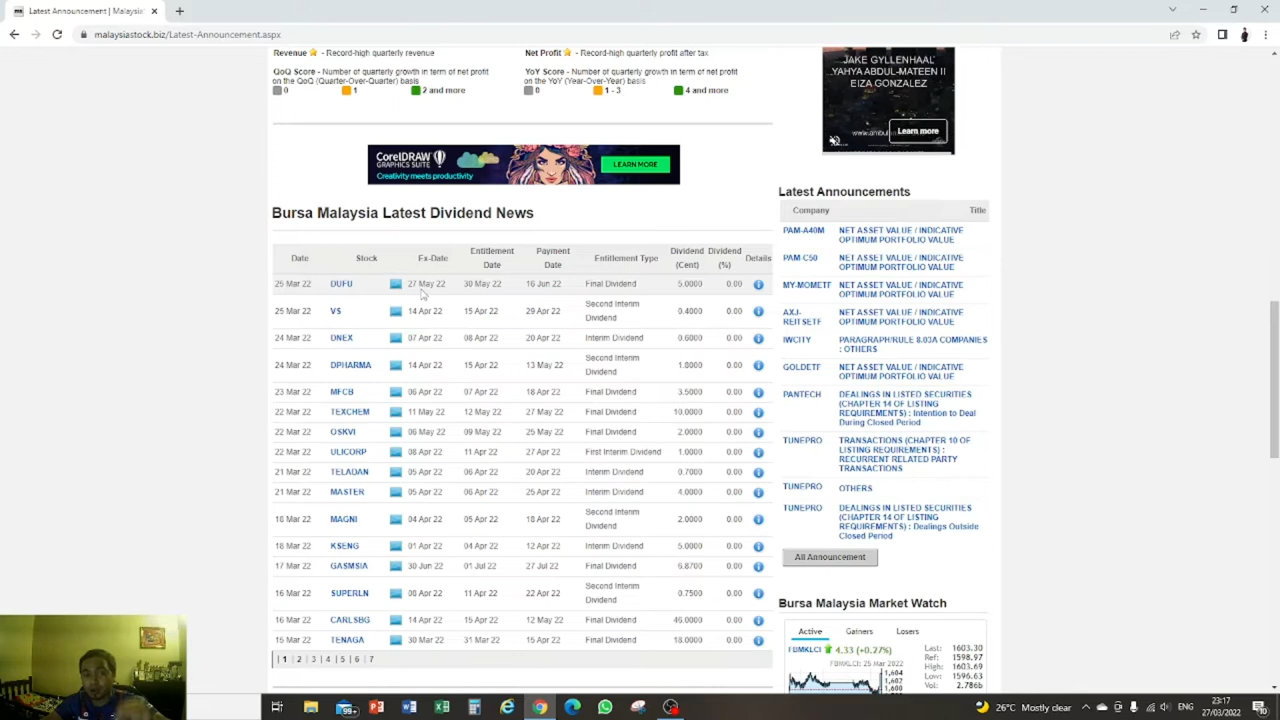 Latest Announcement | Malaysia
malaysiastock.biz/Latest-Announcement.aspx
Revenue - Record-high quarterly revenue
Net Profit - Record-high quarterly profit after tax
QoQ Score - Number of quarterly growth in term of net profit
on the QoQ (Quarter-Over-Quarter) basis
0 1 2 and more
YoY Score - Number of quarterly growth in term of net profit
on the YoY (Year-Over-Year) basis
0 1 - 3 4 and more
JAKE GYLLENHAAL
YAHYA ABDUL-MATEEN II
EIZA GONZALEZ
Learn more
CorelDRAW
GRAPHICS SUITE
Creativity meets productivity
LEARN MORE
Bursa Malaysia Latest Dividend News
Date Stock Ex-Date Entitlement Date Payment Date Entitlement Type Dividend (Cent) Dividend (%) Details
25 Mar 22 DUFU 27 May 22 30 May 22 16 Jun 22 Final Dividend 5.0000 0.00
25 Mar 22 VS 14 Apr 22 15 Apr 22 29 Apr 22 Second Interim Dividend 0.4000 0.00
24 Mar 22 DNEX 07 Apr 22 08 Apr 22 20 Apr 22 Interim Dividend 0.6000 0.00
24 Mar 22 DPHARMA 14 Apr 22 15 Apr 22 13 May 22 Second Interim Dividend 1.8000 0.00
23 Mar 22 MFCB 06 Apr 22 07 Apr 22 18 Apr 22 Final Dividend 3.5000 0.00
22 Mar 22 TEXCHEM 11 May 22 12 May 22 27 May 22 Final Dividend 10.0000 0.00
22 Mar 22 OSKVI 06 May 22 09 May 22 25 May 22 Final Dividend 2.0000 0.00
22 Mar 22 ULICORP 08 Apr 22 11 Apr 22 27 Apr 22 First Interim Dividend 1.0000 0.00
21 Mar 22 TELADAN 05 Apr 22 06 Apr 22 20 Apr 22 Interim Dividend 0.7000 0.00
21 Mar 22 MASTER 05 Apr 22 06 Apr 22 25 Apr 22 Interim Dividend 4.0000 0.00
18 Mar 22 MAGNI 04 Apr 22 05 Apr 22 18 Apr 22 Second Interim Dividend 2.0000 0.00
18 Mar 22 KSENG 01 Apr 22 04 Apr 22 12 Apr 22 Interim Dividend 5.0000 0.00
17 Mar 22 GASMSIA 30 Jun 22 01 Jul 22 27 Jul 22 Final Dividend 6.8700 0.00
16 Mar 22 SUPERLN 08 Apr 22 11 Apr 22 22 Apr 22 Second Interim Dividend 0.7500 0.00
16 Mar 22 CARLSBG 14 Apr 22 15 Apr 22 12 May 22 Final Dividend 46.0000 0.00
15 Mar 22 TENAGA 30 Mar 22 31 Mar 22 15 Apr 22 Final Dividend 18.0000 0.00
| 1 | 2 | 3 | 4 | 5 | 6 | 7
Latest Announcements
Company Title
PAM-A40M NET ASSET VALUE / INDICATIVE
OPTIMUM PORTFOLIO VALUE
PAM-C50 NET ASSET VALUE / INDICATIVE
OPTIMUM PORTFOLIO VALUE
MY-MOMETF NET ASSET VALUE / INDICATIVE
OPTIMUM PORTFOLIO VALUE
AXJ-REITSETF NET ASSET VALUE / INDICATIVE
OPTIMUM PORTFOLIO VALUE
IWCITY PARAGRAPH/RULE 8.03A COMPANIES
: OTHERS
GOLDETF NET ASSET VALUE / INDICATIVE
OPTIMUM PORTFOLIO VALUE
PANTECH DEALINGS IN LISTED SECURITIES
(CHAPTER 14 OF LISTING
REQUIREMENTS) : Intention to Deal
During Closed Period
TUNEPRO TRANSACTIONS (CHAPTER 10 OF
LISTING REQUIREMENTS) :
RECURRENT RELATED PARTY
TRANSACTIONS
TUNEPRO OTHERS
TUNEPRO DEALINGS IN LISTED SECURITIES
(CHAPTER 14 OF LISTING
REQUIREMENTS) : Dealings Outside
Closed Period
All Announcement
Bursa Malaysia Market Watch
Active Gainers Losers
FBMKLCI 4.33 (+0.27%)
FBMKLCI: 25 Mar 2022
1,604
1,602
1,600
Last: 1603.30
Ref: 1598.97
High: 1603.69
Low: 1596.63
Vol: 2.786b
26°C Mostly clear
ENG
23:17
27/03/2022